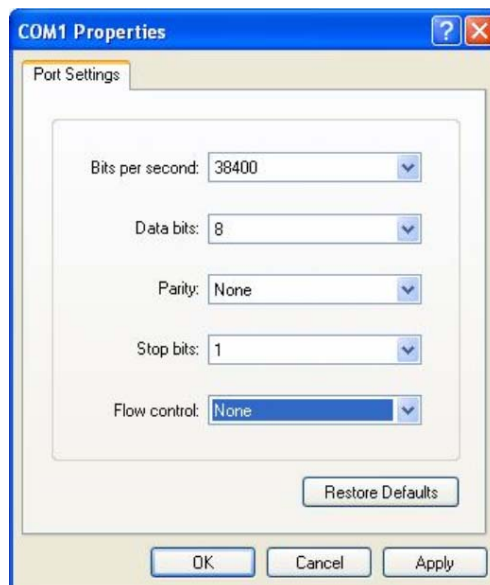 COM1 Properties
Port Settings
Bits per second: 38400
Data bits: 8
Parity: None
Stop bits: 1
Flow control: None
Restore Defaults
OK Cancel Apply